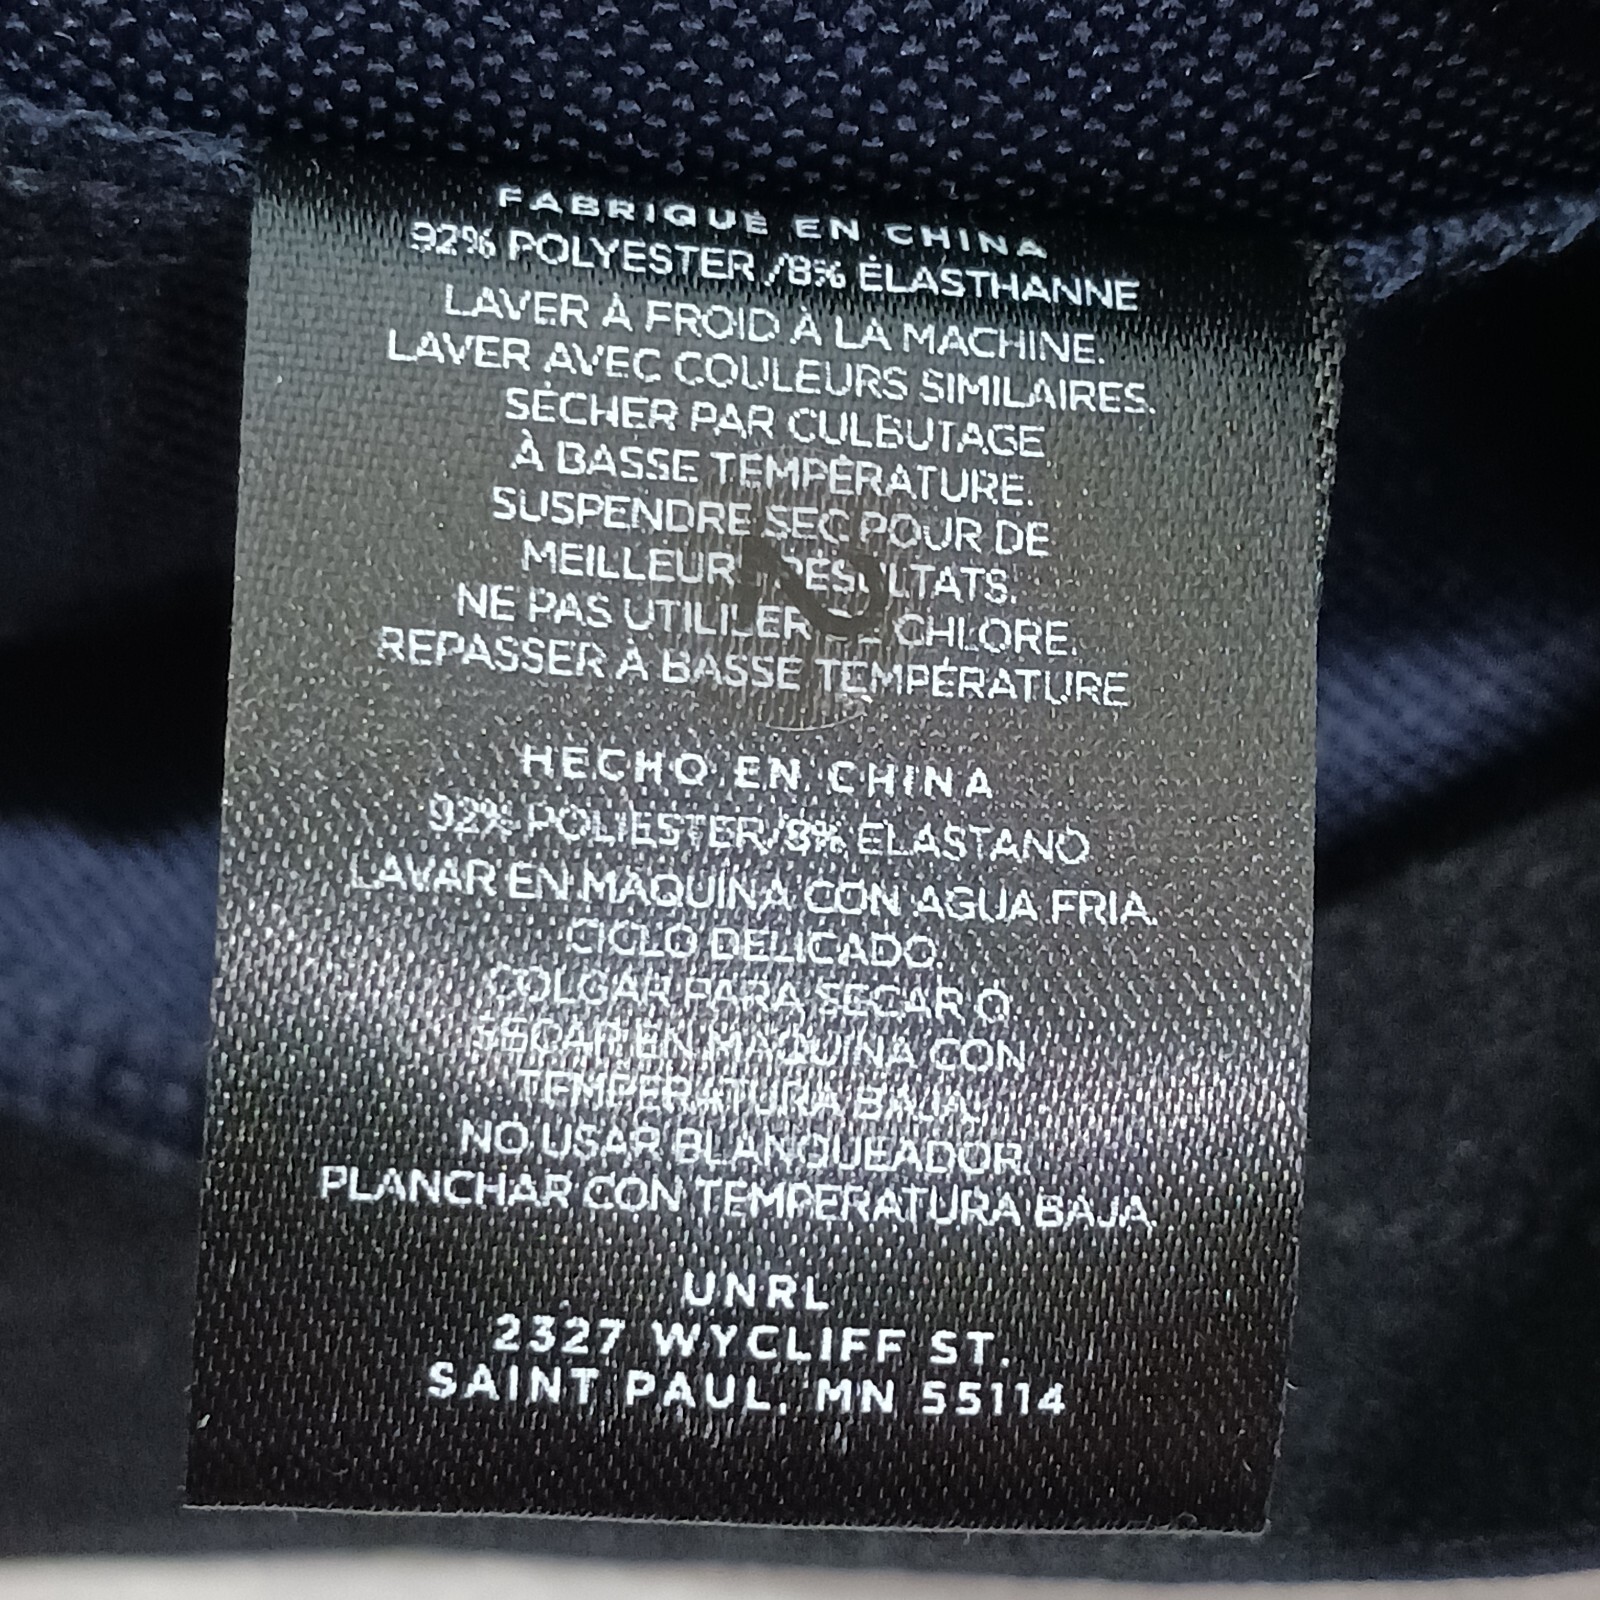 FABRIQUÉ EN CHINA
92% POLYESTER /8% ÉLASTHANNE
LAVER À FROID À LA MACHINE.
LAVER AVEC COULEURS SIMILAIRES.
SÉCHER PAR CULBUTAGE
À BASSE TEMPÉRATURE.
SUSPENDRE SEC POUR DE
MEILLEURS RÉSULTATS.
NE PAS UTILILER DE CHLORE.
REPASSER À BASSE TEMPÉRATURE
HECHO EN CHINA
92% POLIESTER/8% ELASTANO
LAVAR EN MAQUINA CON AGUA FRIA.
CICLO DELICADO.
COLGAR PARA SECAR O
SECAR EN MAQUINA CON
TEMPERATURA BAJA.
NO USAR BLANQUEADOR.
PLANCHAR CON TEMPERATURA BAJA.
UNRL
2327 WYCLIFF ST.
SAINT PAUL, MN 55114